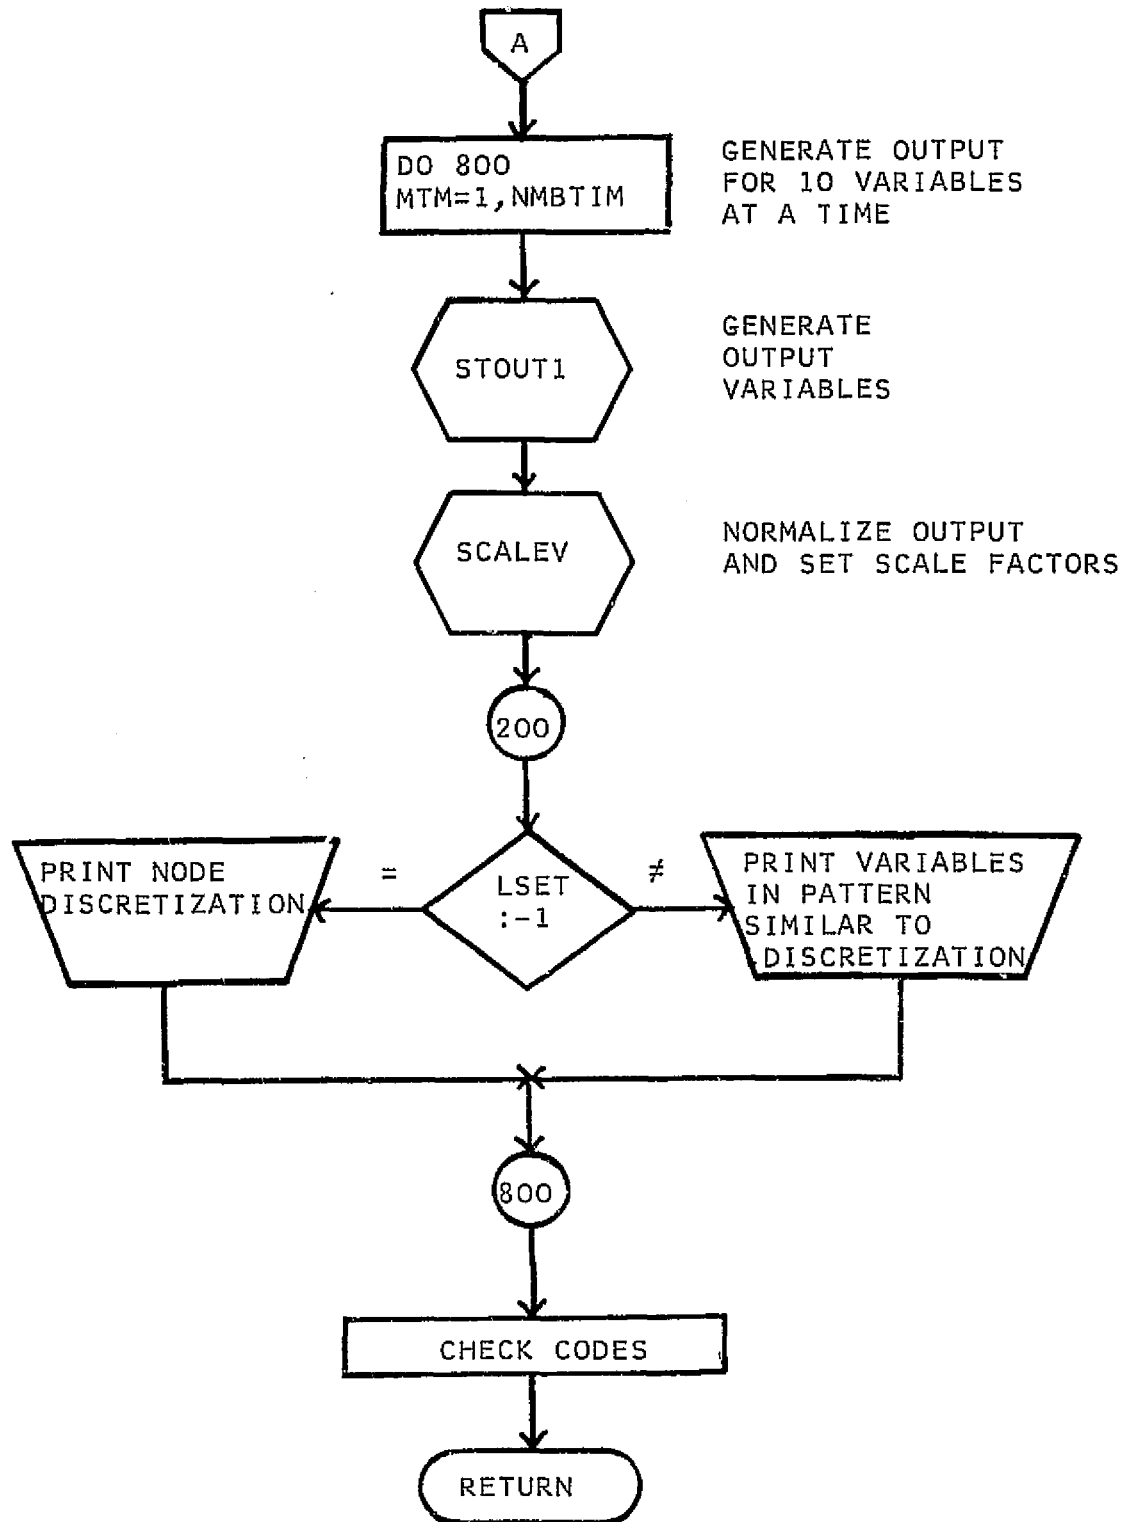 A
DO 800
MTM=1,NMBTIM
GENERATE OUTPUT
FOR 10 VARIABLES
AT A TIME
STOUT1
GENERATE
OUTPUT
VARIABLES
SCALEV
NORMALIZE OUTPUT
AND SET SCALE FACTORS
200
PRINT NODE
DISCRETIZATION
=
LSET
:-1
≠
PRINT VARIABLES
IN PATTERN
SIMILAR TO
DISCRETIZATION
800
CHECK CODES
RETURN